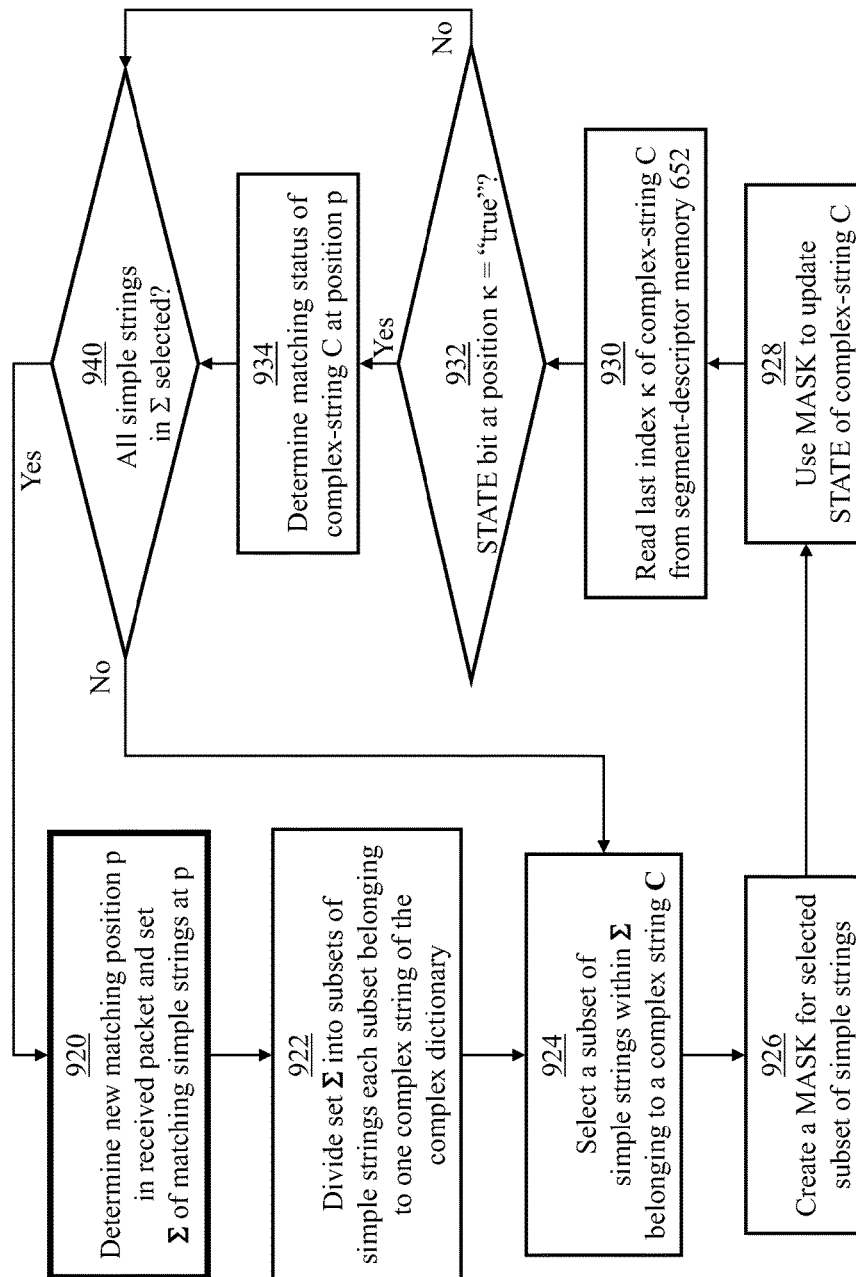 920
Determine new matching position p
in received packet and set
Σ of matching simple strings at p
922
Divide set Σ into subsets of
simple strings each subset belonging
to one complex string of the
complex dictionary
924
Select a subset of
simple strings within Σ
belonging to a complex string C
926
Create a MASK for selected
subset of simple strings
Use MASK to update
STATE of complex-string C
928
Read last index κ of complex-string C
from segment-descriptor memory 652
930
STATE bit at position κ = “true”?
932
Yes
No
Determine matching status of
complex-string C at position p
934
All simple strings
in Σ selected?
940
Yes
No